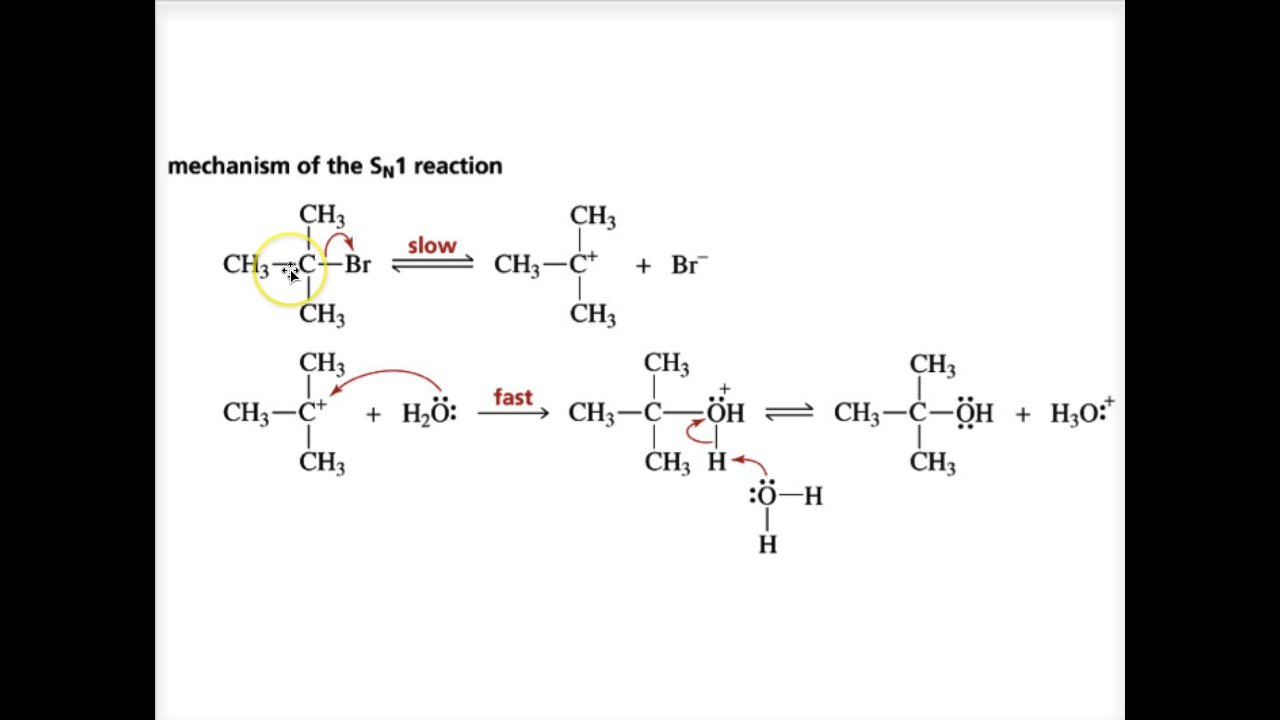 mechanism of the SN1 reaction
CH3
CH3—C—Br
CH3
slow
CH3
CH3—C+ + Br−
CH3
CH3
CH3—C+ + H2Ö:
CH3
fast
CH3
CH3—C—ÖH
+
CH3 H
:Ö—H
H
CH3
CH3—C—ÖH + H3O:+
CH3